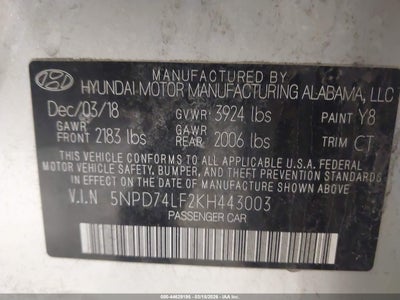 MANUFACTURED BY
HYUNDAI MOTOR MANUFACTURING ALABAMA, LLC
Dec/03/18 GVWR 3924 lbs PAINT Y8
GAWR FRONT 2183 lbs GAWR REAR 2006 lbs TRIM CT
THIS VEHICLE CONFORMS TO ALL APPLICABLE U.S.A. FEDERAL
MOTOR VEHICLE SAFETY, BUMPER, AND THEFT PREVENTION
STANDARDS IN EFFECT ON THE DATE OF MANUFACTURE SHOWN ABOVE.
V.I.N 5NPD74LF2KH443003
PASSENGER CAR